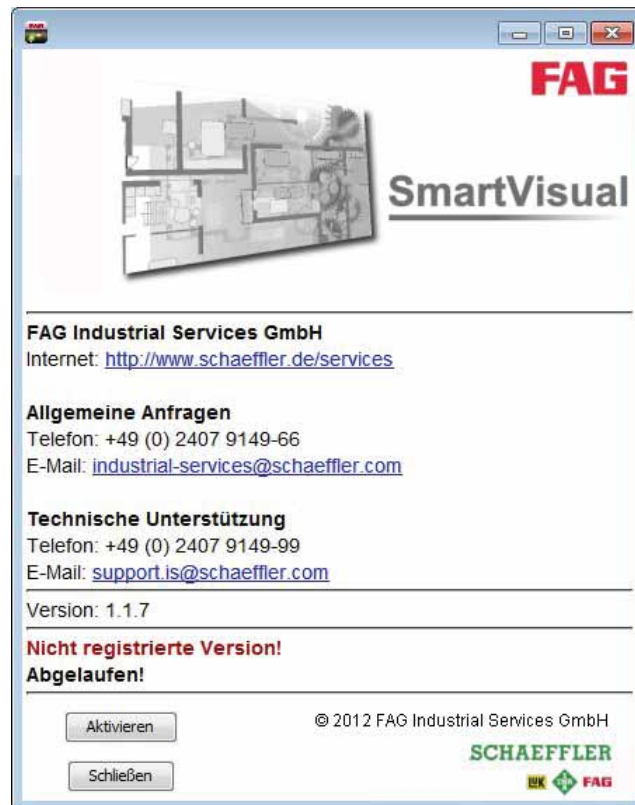 FAG
SmartVisual
FAG Industrial Services GmbH
Internet: http://www.schaeffler.de/services
Allgemeine Anfragen
Telefon: +49 (0) 2407 9149-66
E-Mail: industrial-services@schaeffler.com
Technische Unterstützung
Telefon: +49 (0) 2407 9149-99
E-Mail: support.is@schaeffler.com
Version: 1.1.7
Nicht registrierte Version!
Abgelaufen!
Aktivieren
© 2012 FAG Industrial Services GmbH
Schließen
SCHAEFFLER
LUK INA FAG